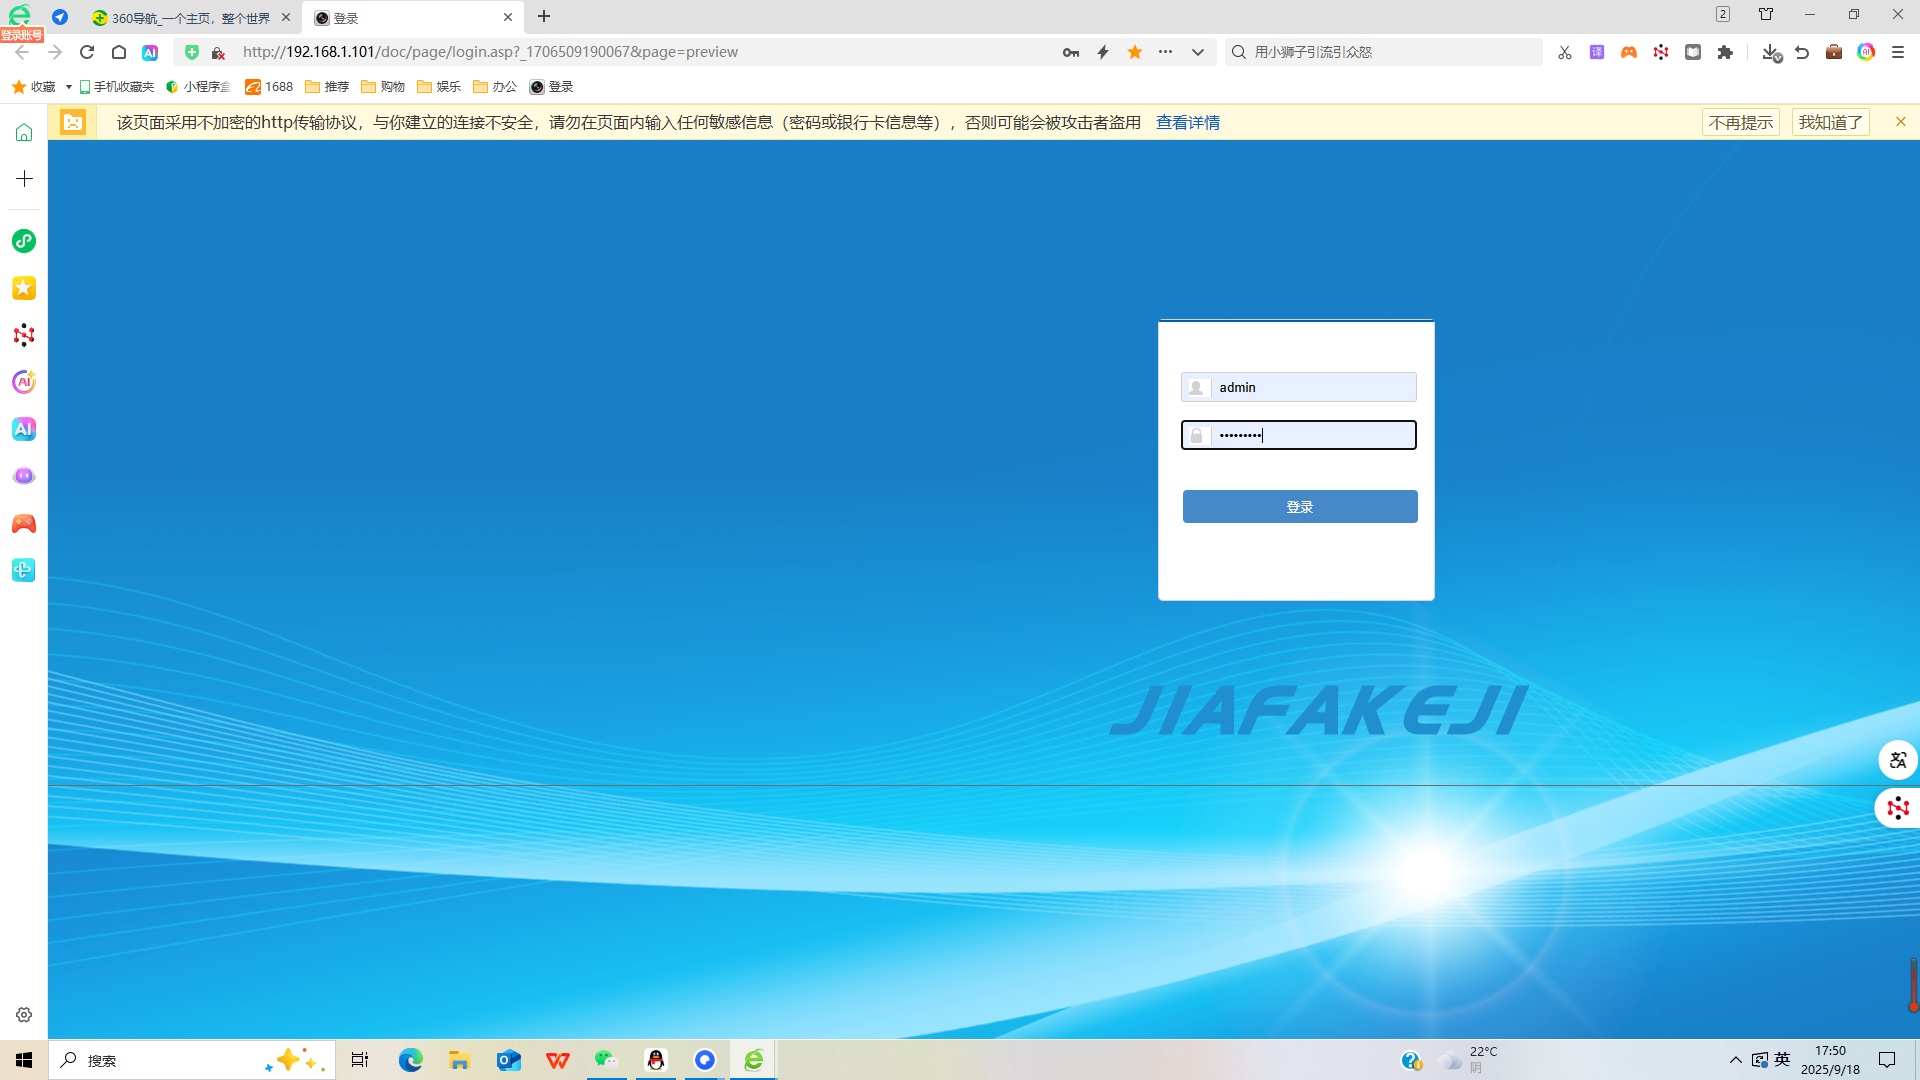 360导航_一个主页，整个世界
登录
2
登录账号
http://192.168.1.101/doc/page/login.asp?_1706509190067&page=preview
用小狮子引流引众怒
收藏
手机收藏夹
小程序盒
1688
推荐
购物
娱乐
办公
登录
该页面采用不加密的http传输协议，与你建立的连接不安全，请勿在页面内输入任何敏感信息（密码或银行卡信息等），否则可能会被攻击者盗用 查看详情
不再提示
我知道了
admin
•••••••••
登录
JIAFAKEJI
搜索
22°C
阴
英
17:50
2025/9/18